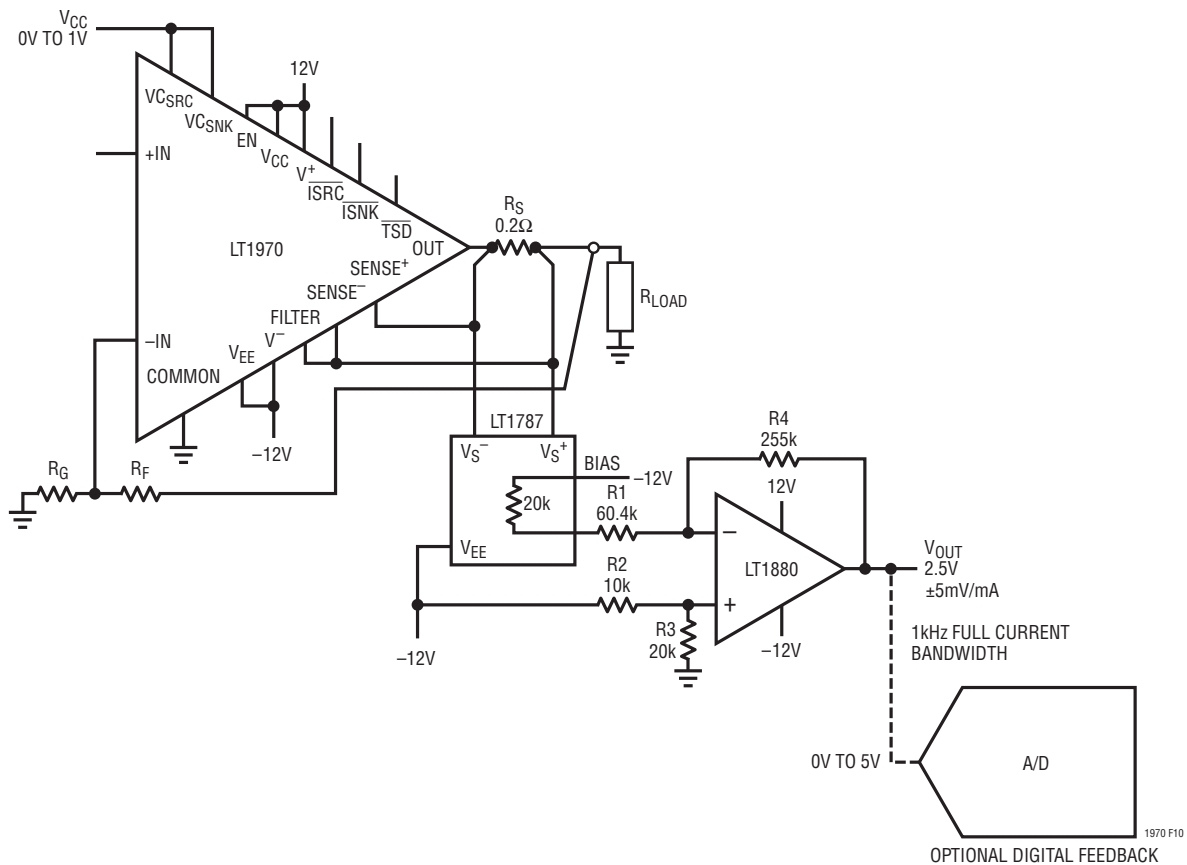 VCC
0V TO 1V
12V
VCSRC
VCSNK
EN
VCC
V+
ISRC
ISNK
TSD
+IN
LT1970
OUT
RS
0.2Ω
SENSE+
SENSE−
FILTER
V−
VEE
−IN
COMMON
RLOAD
−12V
RG
RF
LT1787
VS−
VS+
BIAS
−12V
20k
R1
60.4k
R4
255k
12V
VEE
R2
10k
−
+
LT1880
VOUT
2.5V
±5mV/mA
R3
20k
−12V
−12V
1kHz FULL CURRENT
BANDWIDTH
0V TO 5V
A/D
1970 F10
OPTIONAL DIGITAL FEEDBACK